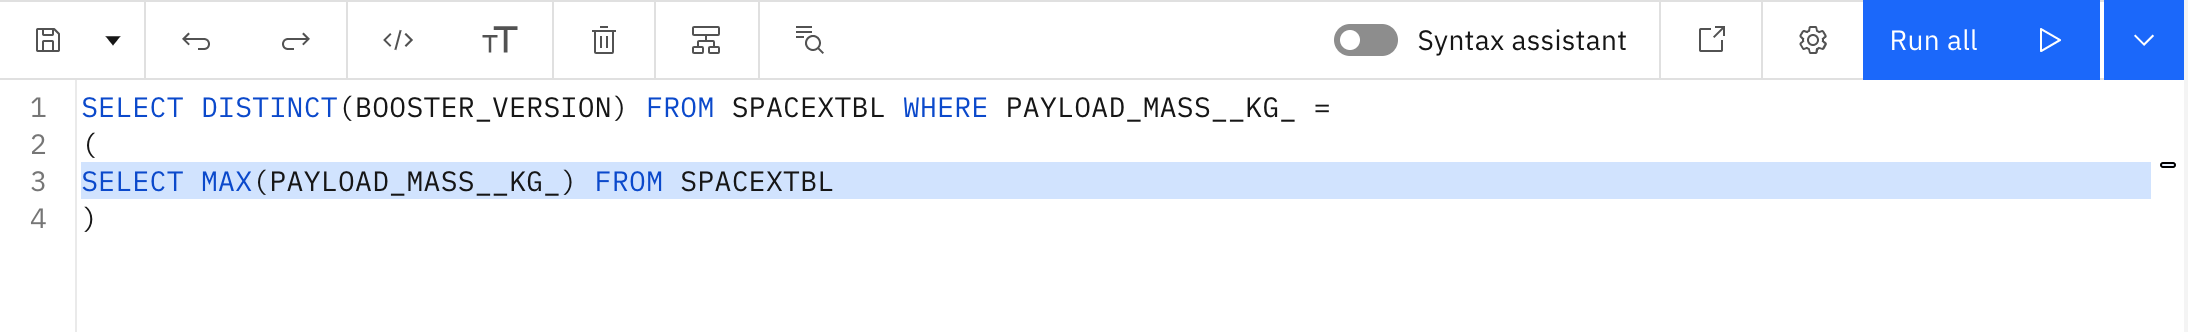 Syntax assistant Run all
1 SELECT DISTINCT(BOOSTER_VERSION) FROM SPACEXTBL WHERE PAYLOAD_MASS__KG_ =
2 (
3 SELECT MAX(PAYLOAD_MASS__KG_) FROM SPACEXTBL
4 )